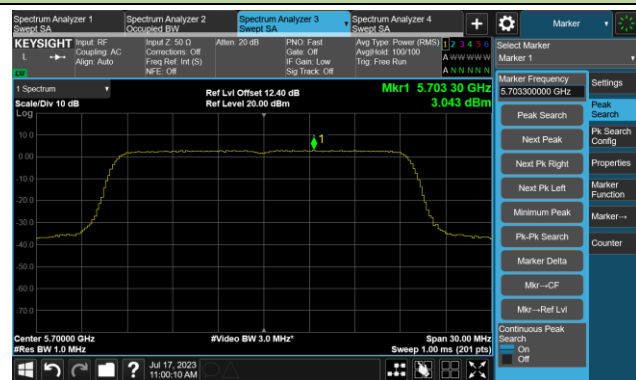 Spectrum Analyzer 1
Swept SA
Spectrum Analyzer 2
Occupied BW
Spectrum Analyzer 3
Swept SA
Spectrum Analyzer 4
Swept SA
Marker
KEYSIGHT
L
Input: RF
Coupling: AC
Align: Auto
Input Z: 50 Ω
Corrections: Off
Freq Ref: Int (S)
NFE: Off
Atten: 20 dB
PNO: Fast
Gate: Off
IF Gain: Low
Sig Track: Off
Avg Type: Power (RMS)
Avg|Hold: 100/100
Trig: Free Run
1 2 3 4 5 6
A W W W W W
A N N N N N
Select Marker
Marker 1
1 Spectrum
Scale/Div 10 dB
Log
Ref Lvl Offset 12.40 dB
Ref Level 20.00 dBm
Mkr1 5.703 30 GHz
3.043 dBm
10.0
0.00
-10.0
-20.0
-30.0
-40.0
-50.0
-60.0
-70.0
1
Center 5.70000 GHz
#Res BW 1.0 MHz
#Video BW 3.0 MHz*
Span 30.00 MHz
Sweep 1.00 ms (201 pts)
Marker Frequency
5.703300000 GHz
Peak Search
Next Peak
Next Pk Right
Next Pk Left
Minimum Peak
Pk-Pk Search
Marker Delta
Mkr→CF
Mkr→Ref Lvl
Continuous Peak
Search
On
Off
Settings
Peak
Search
Pk Search
Config
Properties
Marker
Function
Marker→
Counter
?
Jul 17, 2023
11:00:10 AM